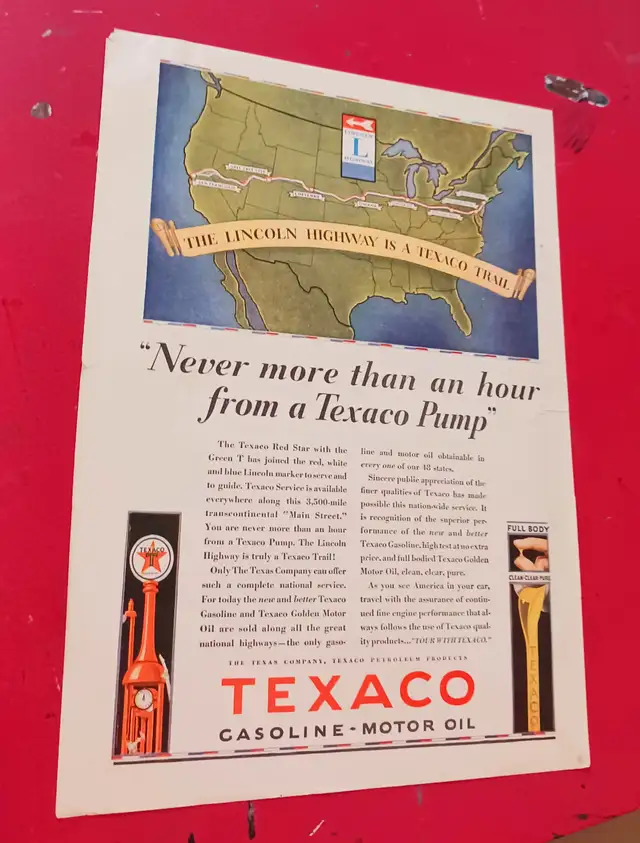 LINCOLN
L
HIGHWAY
SALT LAKE CITY
SAN FRANCISCO
CHEYENNE
OMAHA
THE LINCOLN HIGHWAY IS A TEXACO TRAIL
“Never more than an hour
from a Texaco Pump”
The Texaco Red Star with the
Green T has joined the red, white
and blue Lincoln marker to serve and
to guide. Texaco Service is available
everywhere along this 3,500-mile
transcontinental “Main Street.”
You are never more than an hour
from a Texaco Pump. The Lincoln
Highway is truly a Texaco Trail!
Only The Texas Company can offer
such a complete national service.
For today the new and better Texaco
Gasoline and Texaco Golden Motor
Oil are sold along all the great
national highways—the only gaso-
line and motor oil obtainable in
every one of our 48 states.
Sincere public appreciation of the
finer qualities of Texaco has made
possible this nation-wide service. It
is recognition of the superior per-
formance of the new and better
Texaco Gasoline, high test at no extra
price, and full bodied Texaco Golden
Motor Oil, clean, clear, pure.
As you see America in your car,
travel with the assurance of contin-
ued fine engine performance that al-
ways follows the use of Texaco qual-
ity products..."TOUR WITH TEXACO."
TEXACO
T
FULL BODY
CLEAN·CLEAR·PURE
TEXACO
THE TEXAS COMPANY, TEXACO PETROLEUM PRODUCTS
TEXACO
GASOLINE - MOTOR OIL